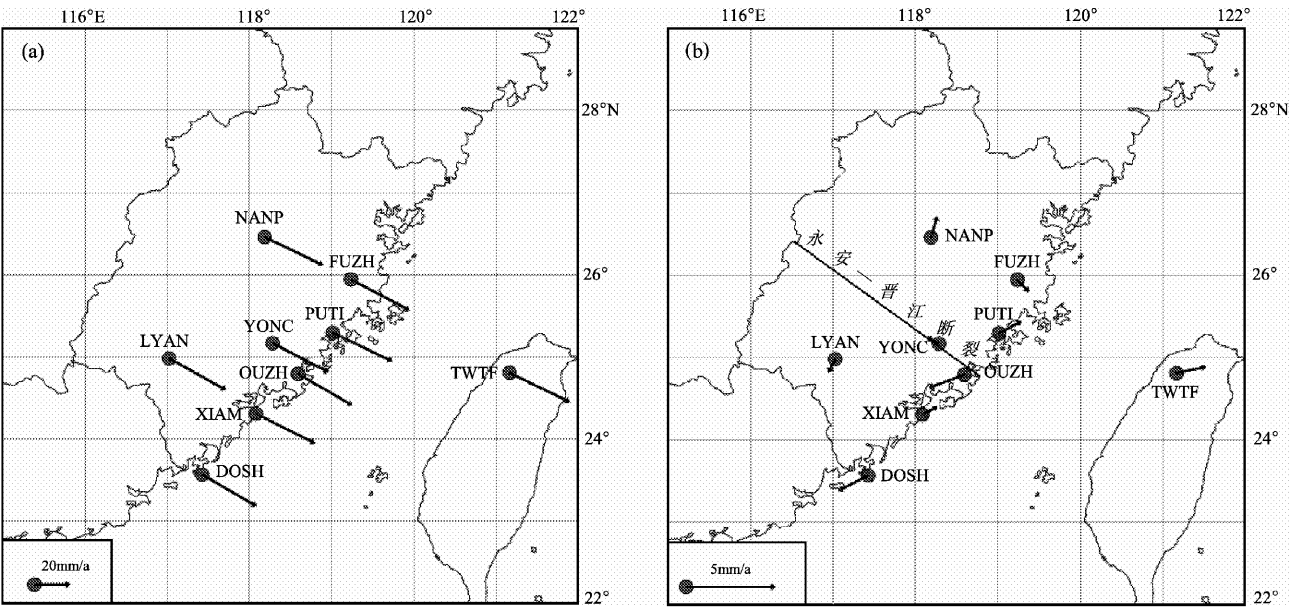 116°E 118° 120° 122°
(a)
28°N
NANP
26°
FUZH
PUTI
YONC
LYAN
OUZH
TWTF
XIAM
24°
DOSH
20mm/a
22°
116°E 118° 120° 122°
(b)
28°N
永安—晋江断裂
NANP
26°
FUZH
PUTI
LYAN
YONC
OUZH
TWTF
XIAM
24°
DOSH
5mm/a
22°